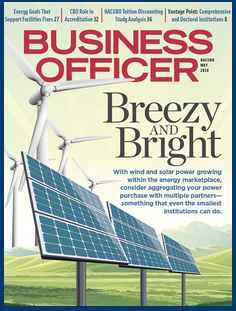 Energy Goals That
Support Facilities Fixes 27
CBO Role in
Accreditation 32
NACUBO Tuition Discounting
Study Analysis 36
Vantage Point: Comprehensive
and Doctoral Institutions 8
BUSINESS
OFFICER
NACUBO
MAY
2018
Breezy
AND
Bright
With wind and solar power growing
within the energy marketplace,
consider aggregating your power
purchase with multiple partners—
something that even the smallest
institutions can do.